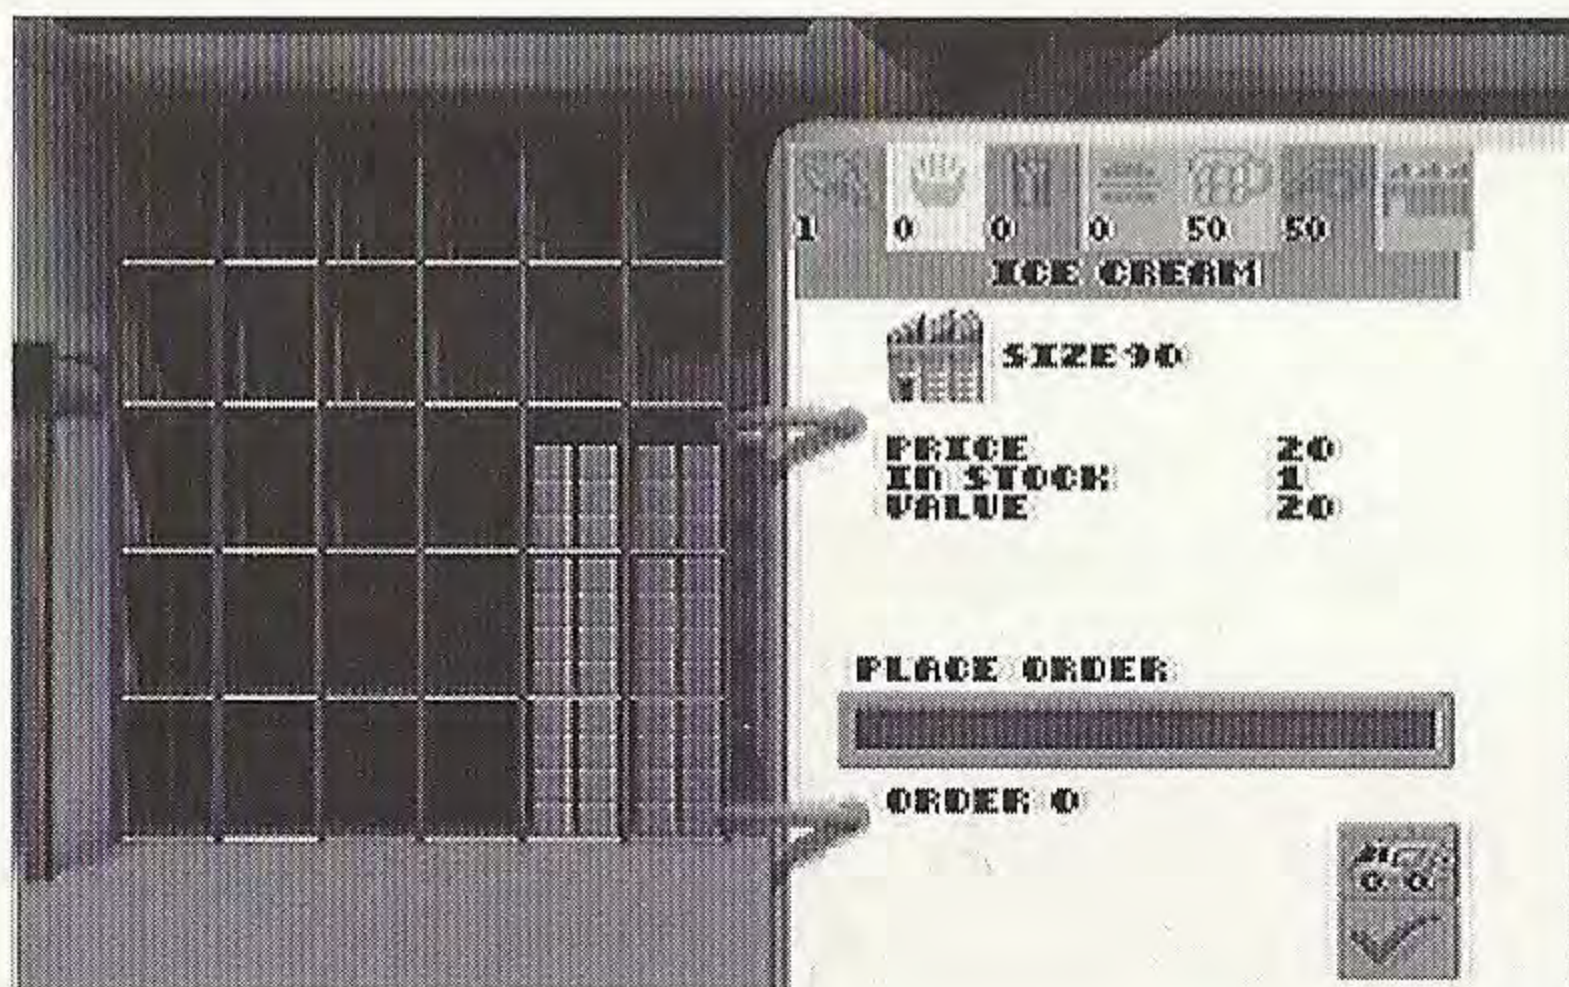 1 0 0 0 50 50
ICE CREAM
SIZE 90
PRICE 20
IN STOCK 1
VALUE 20
PLACE ORDER
ORDER 0